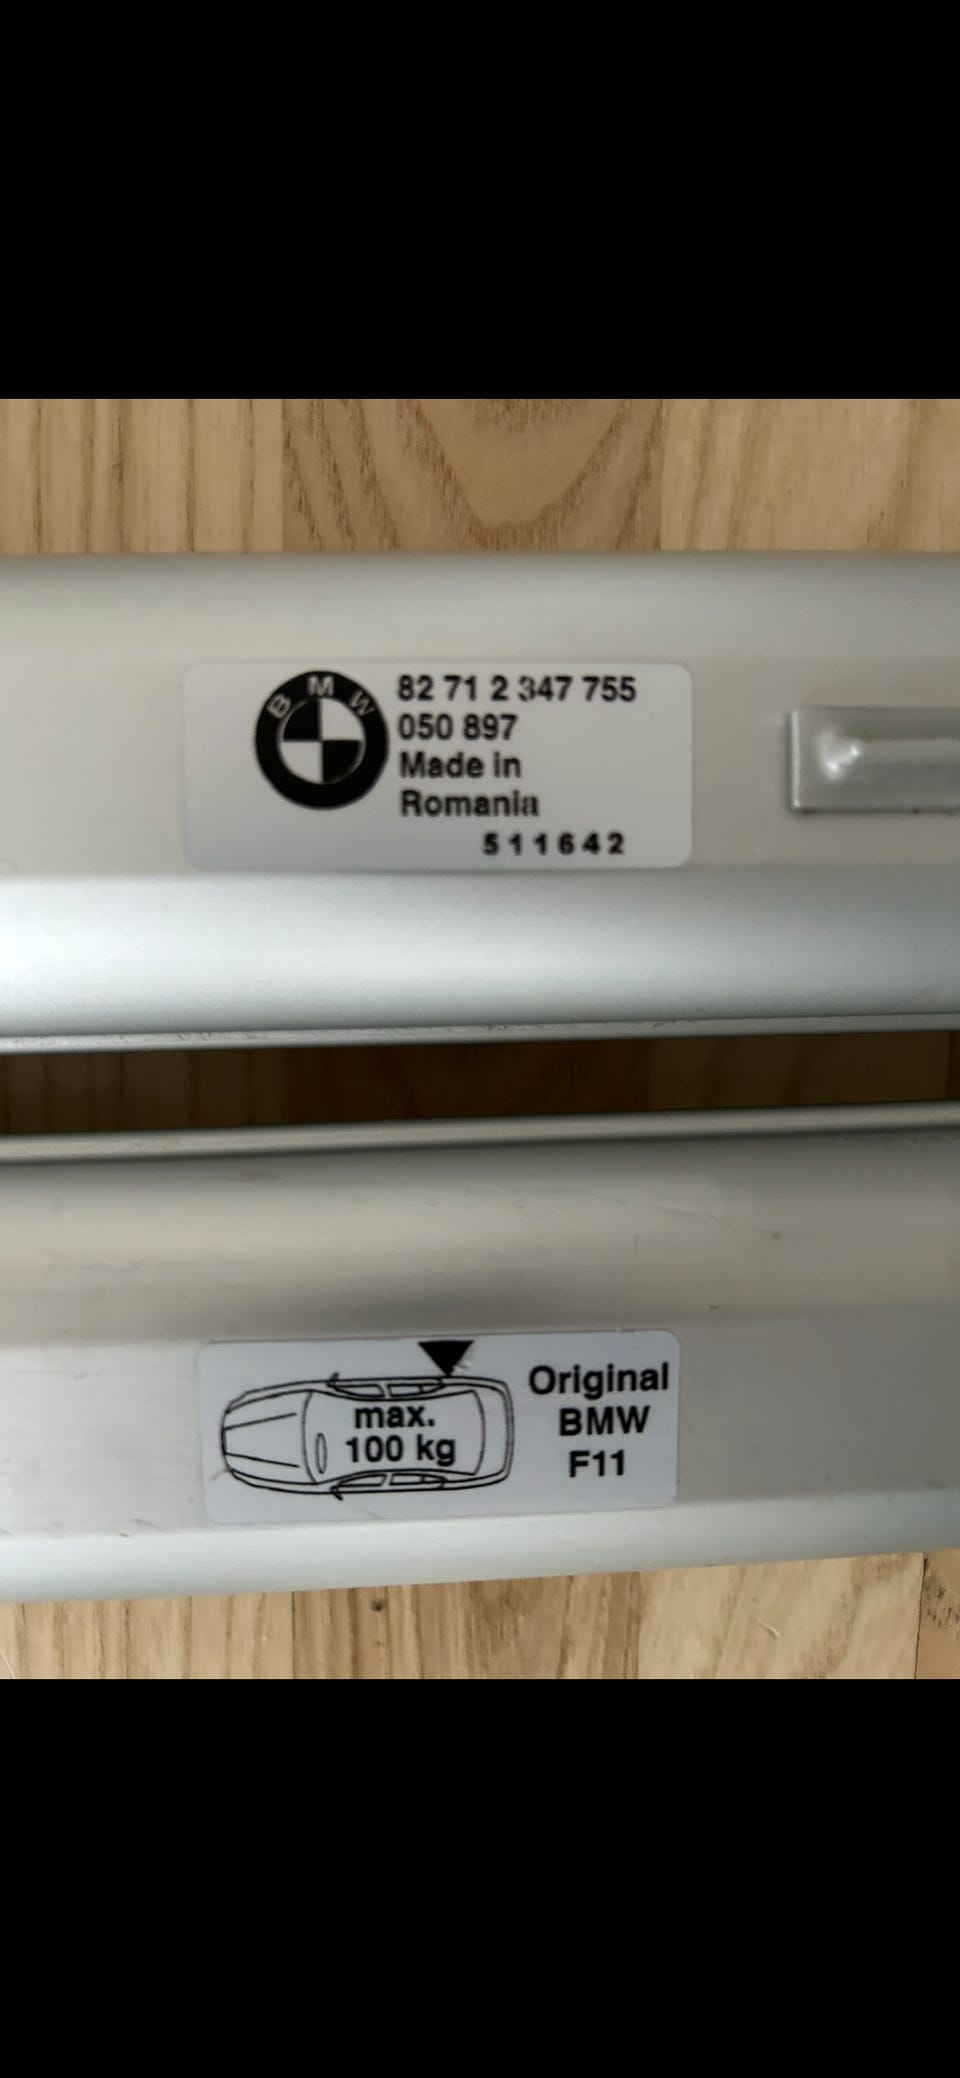 BMW
82 71 2 347 755
050 897
Made in
Romania
511642
max.
100 kg
Original
BMW
F11